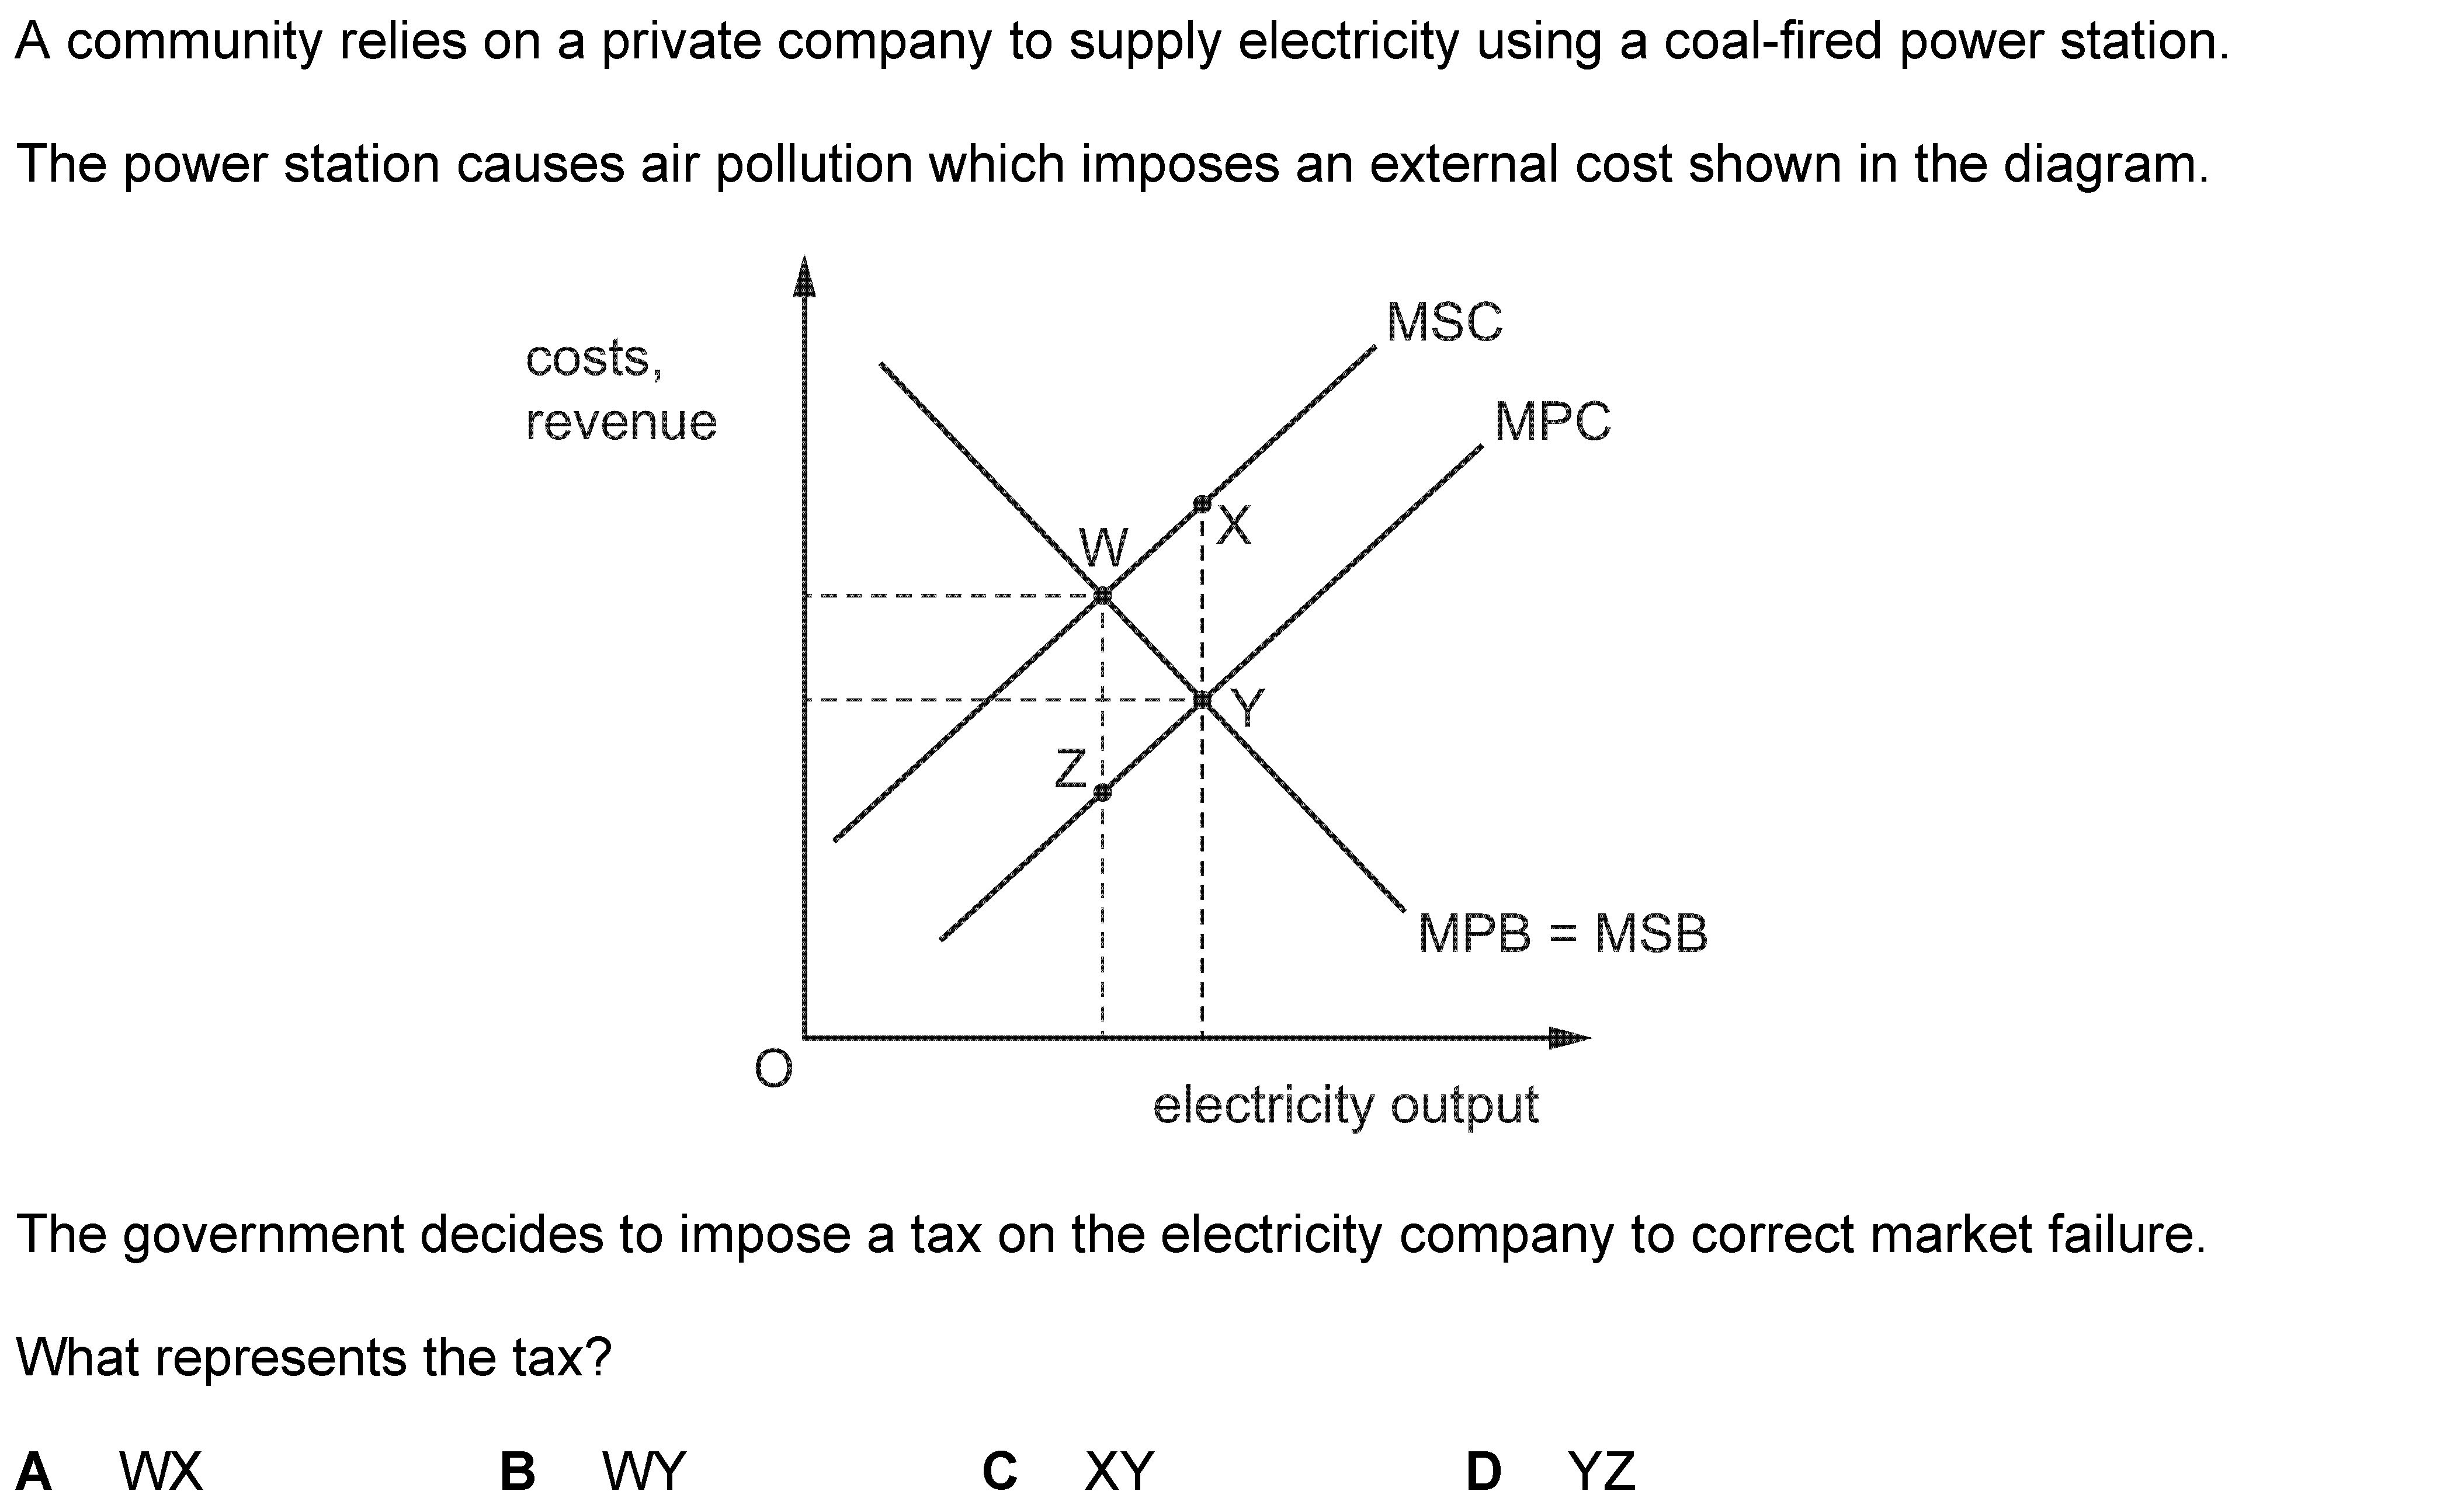 A community relies on a private company to supply electricity using a coal-fired power station.
The power station causes air pollution which imposes an external cost shown in the diagram.
MSC
costs,
revenue
MPC
W
X
Y
Z
MPB = MSB
O
electricity output
The government decides to impose a tax on the electricity company to correct market failure.
What represents the tax?
A WX B WY C XY D YZ